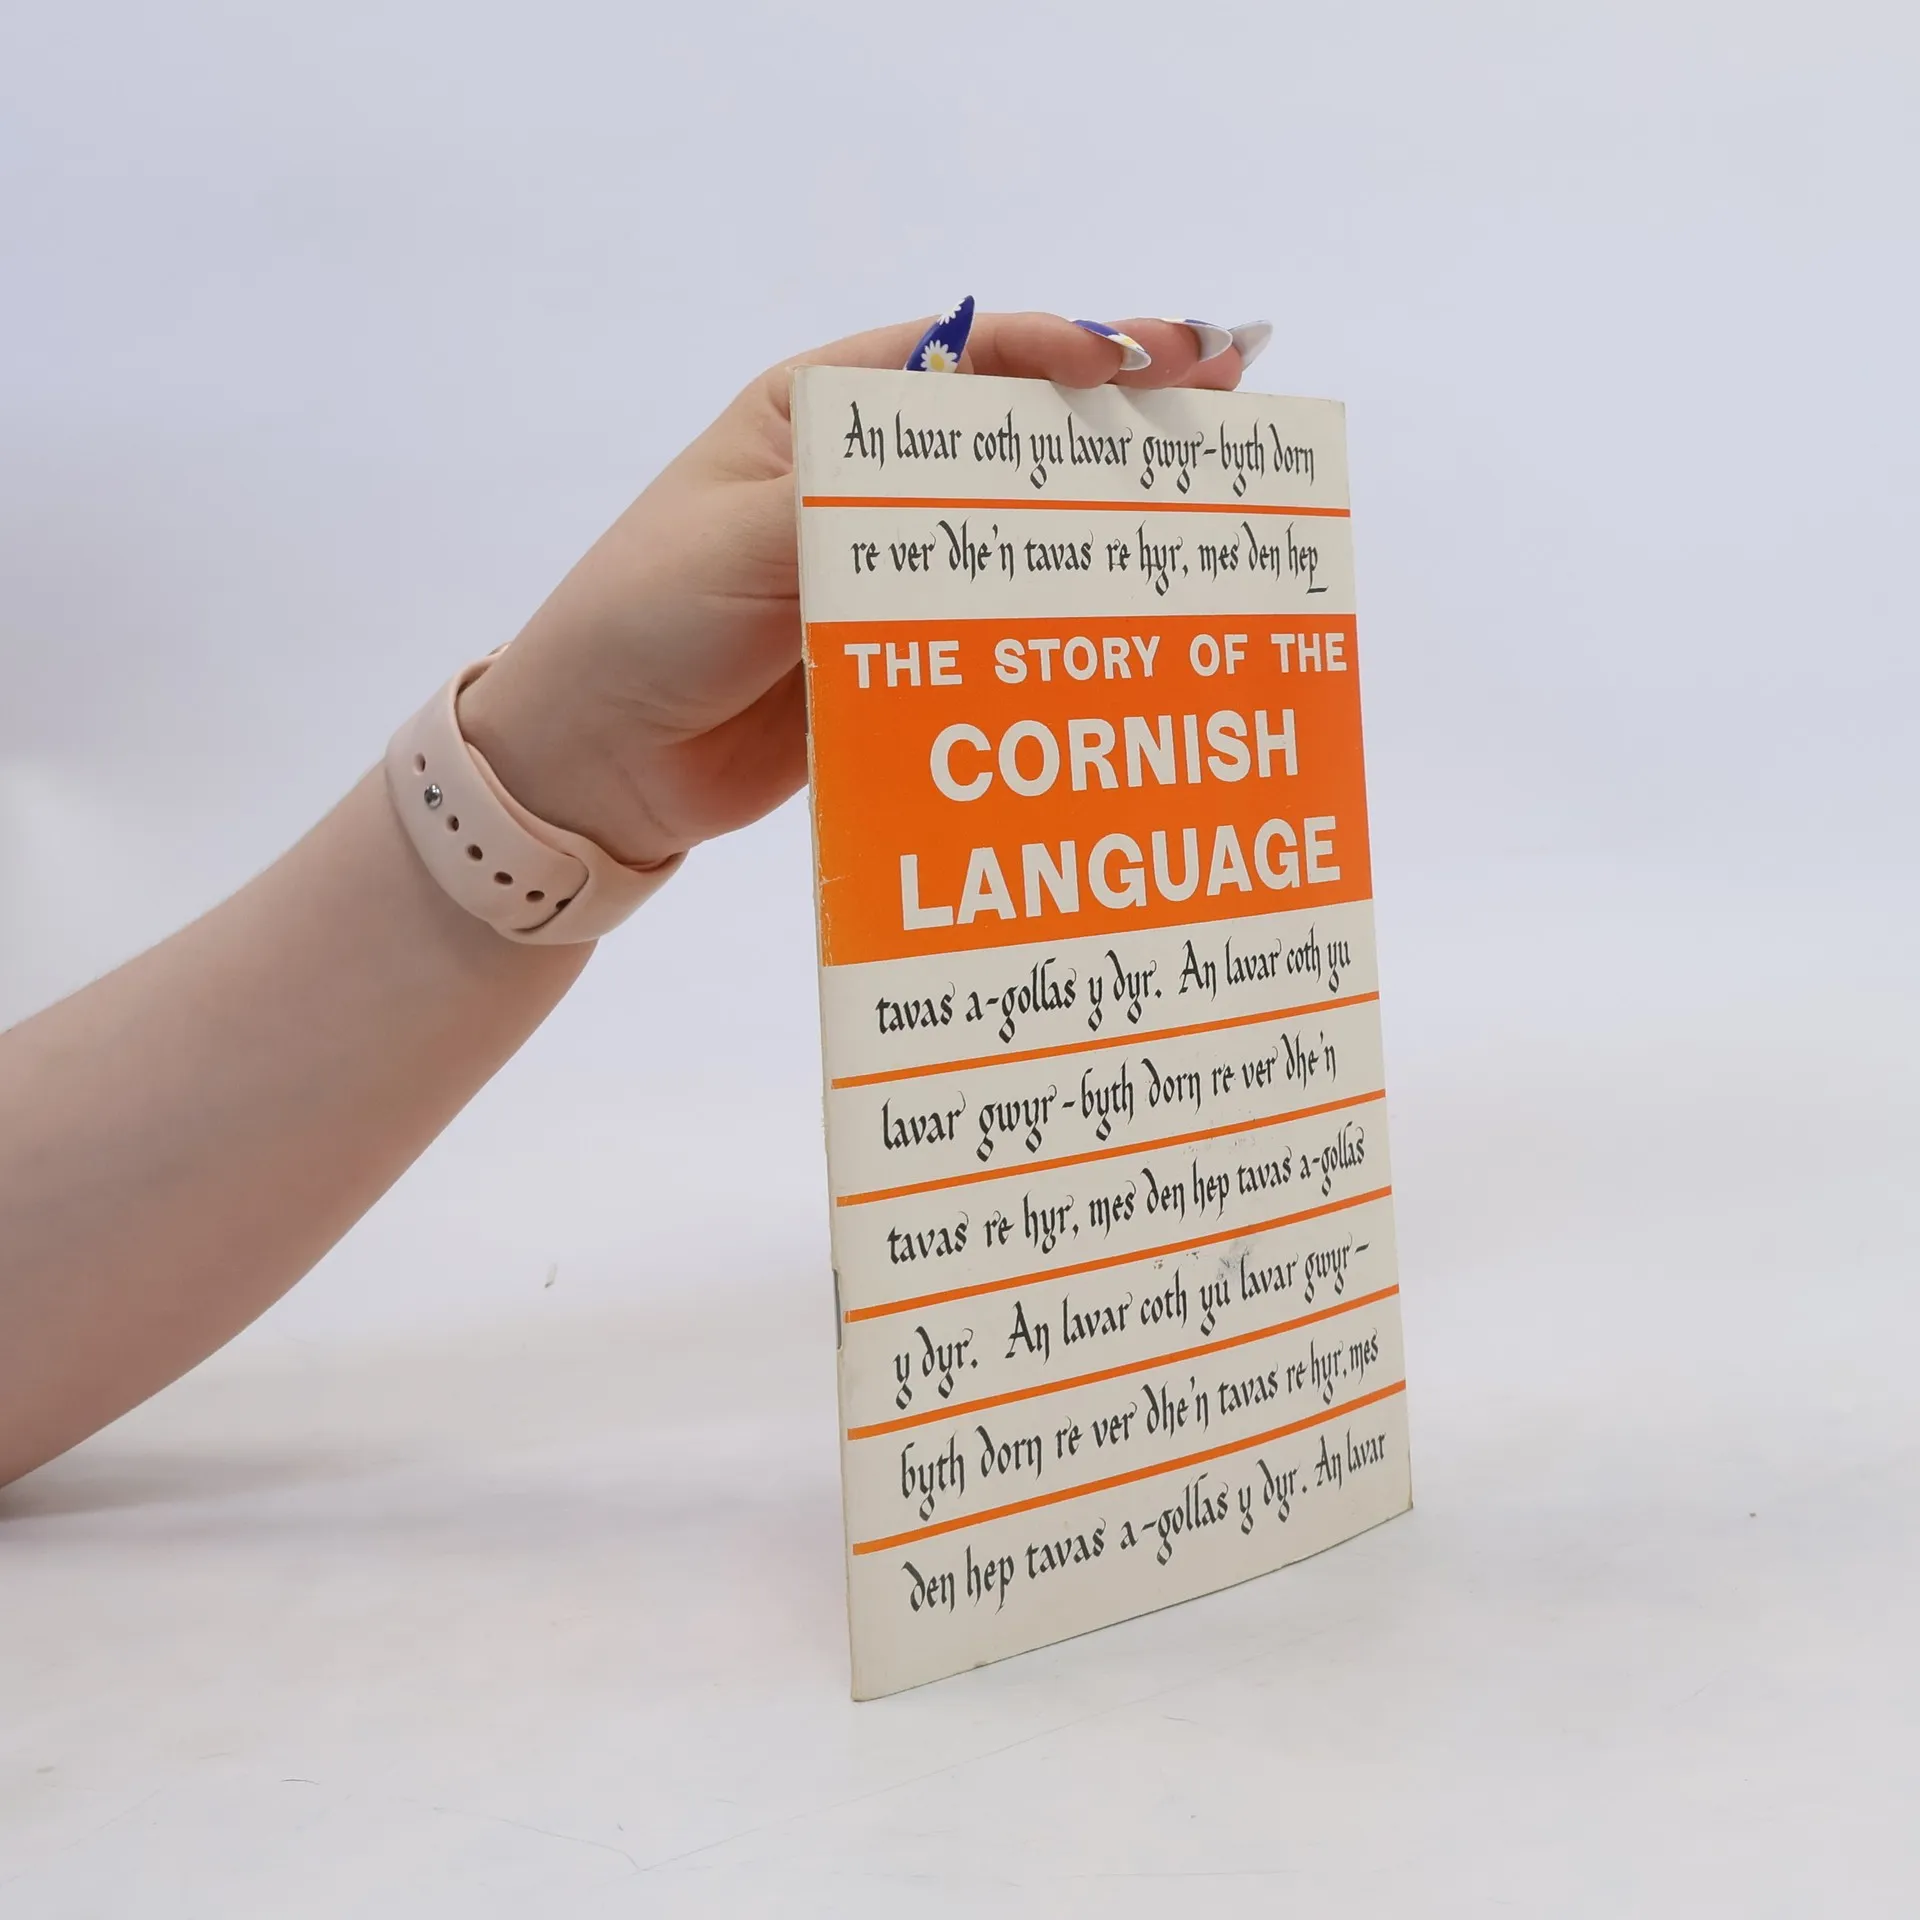 An lavar coth yu lavar gwyr-byth dorn
re ver dhe'n tavas re hyr, mes den hep
THE STORY OF THE
CORNISH
LANGUAGE
tavas a-gollas y dyr. An lavar coth yu
lavar gwyr-byth dorn re ver dhe'n
tavas re hyr, mes den hep tavas a-gollas
y dyr. An lavar coth yu lavar gwyr-
byth dorn re ver dhe'n tavas re hyr, mes
den hep tavas a-gollas y dyr. An lavar